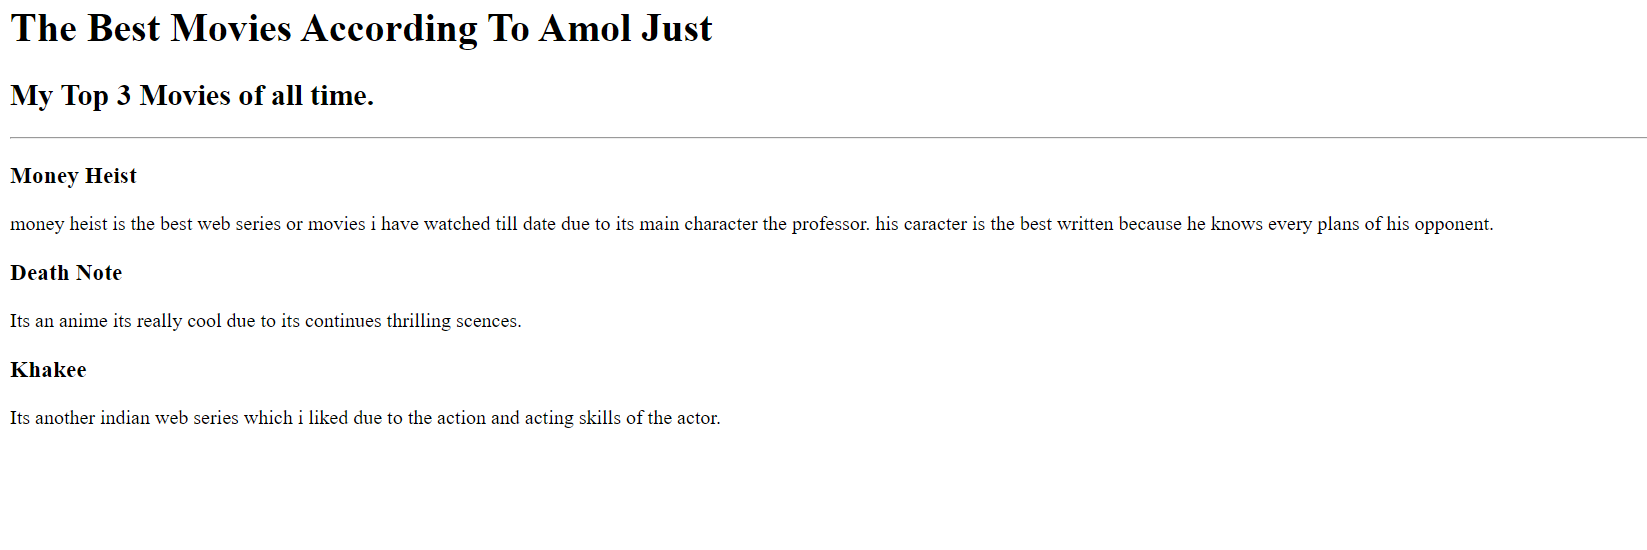 The Best Movies According To Amol Just
My Top 3 Movies of all time.
Money Heist
money heist is the best web series or movies i have watched till date due to its main character the professor. his caracter is the best written because he knows every plans of his opponent.
Death Note
Its an anime its really cool due to its continues thrilling scences.
Khakee
Its another indian web series which i liked due to the action and acting skills of the actor.